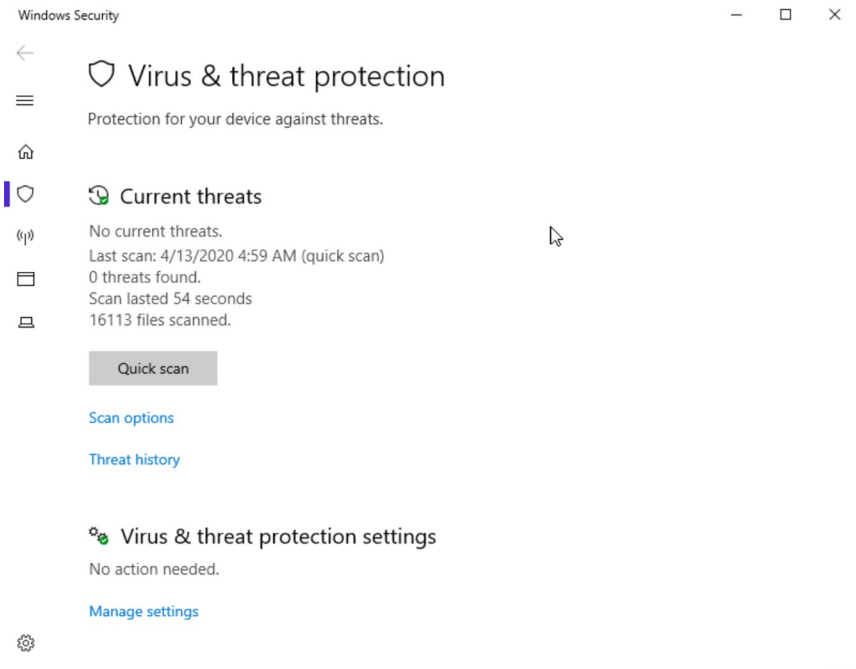 Windows Security
Virus & threat protection
Protection for your device against threats.
Current threats
No current threats.
Last scan: 4/13/2020 4:59 AM (quick scan)
0 threats found.
Scan lasted 54 seconds
16113 files scanned.
Quick scan
Scan options
Threat history
Virus & threat protection settings
No action needed.
Manage settings